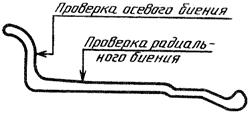 Проверка осевого биения
Проверка радиаль-
ного биения